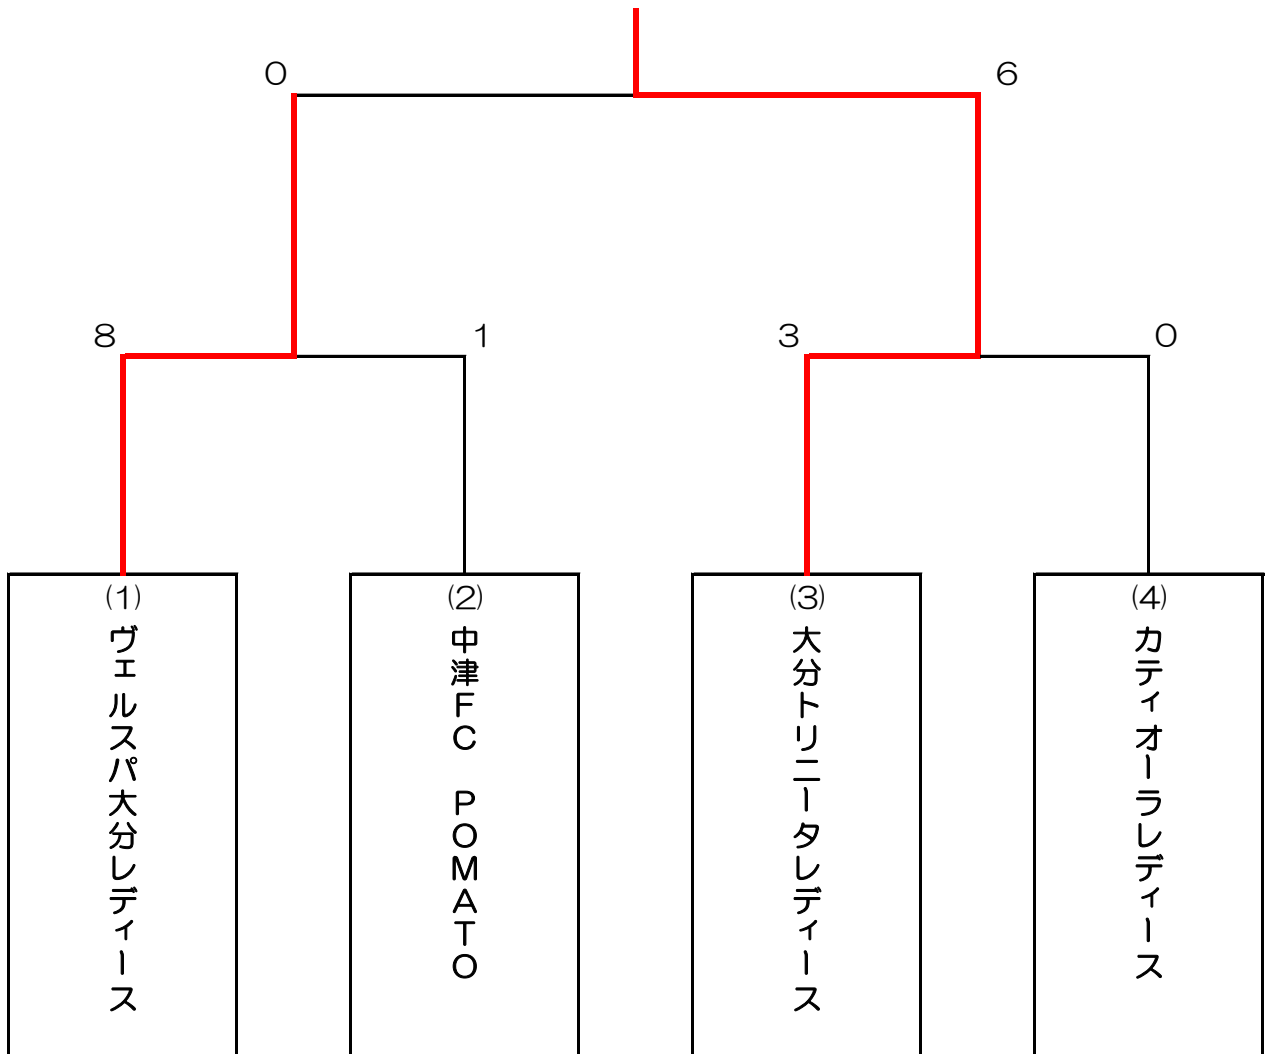 0 6
8 1 3 0
(1) ヴェルスパ大分レディース
(2) 中津FC POMATO
(3) 大分トリニータレディース
(4) カティオーラレディース